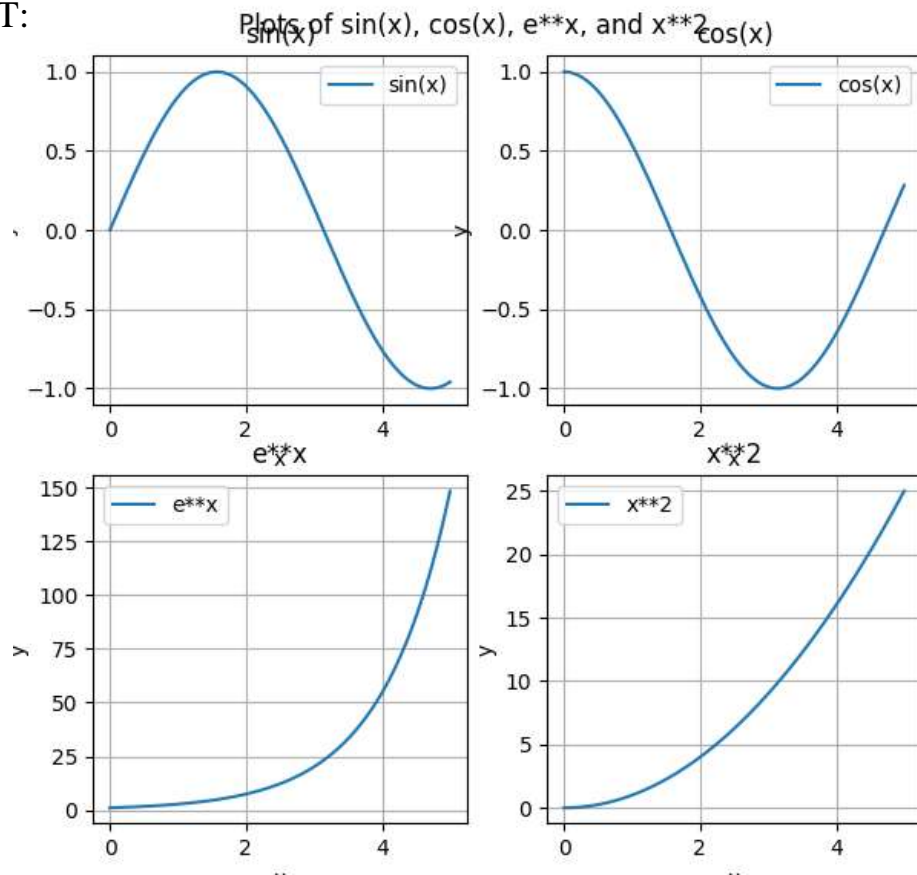 T:
Plots of sin(x), cos(x), e**x, and x**2
sin(x)
cos(x)
1.0
0.5
0.0
−0.5
−1.0
sin(x)
0 2 4
y
1.0
0.5
0.0
−0.5
−1.0
cos(x)
0 2 4
x
x
e**x
x**2
y
150
125
100
75
50
25
0
e**x
0 2 4
y
25
20
15
10
5
0
x**2
0 2 4